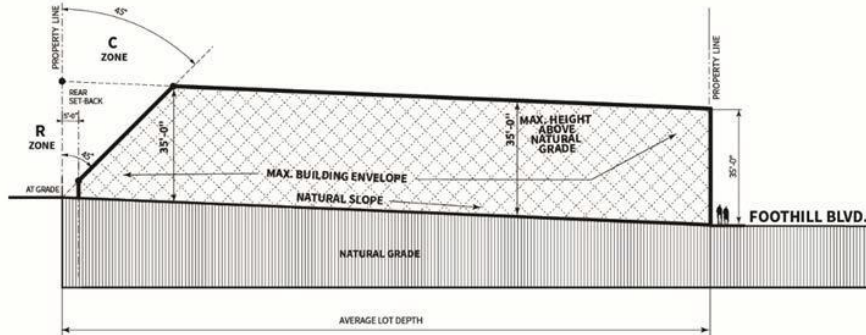 45°
PROPERTY LINE
C
ZONE
REAR
SET-BACK
5'-0"
R
ZONE
45°
AT GRADE
35'-0"
MAX. BUILDING ENVELOPE
NATURAL SLOPE
35'-0"
MAX. HEIGHT
ABOVE
NATURAL
GRADE
PROPERTY LINE
35'-0"
FOOTHILL BLVD.
NATURAL GRADE
AVERAGE LOT DEPTH